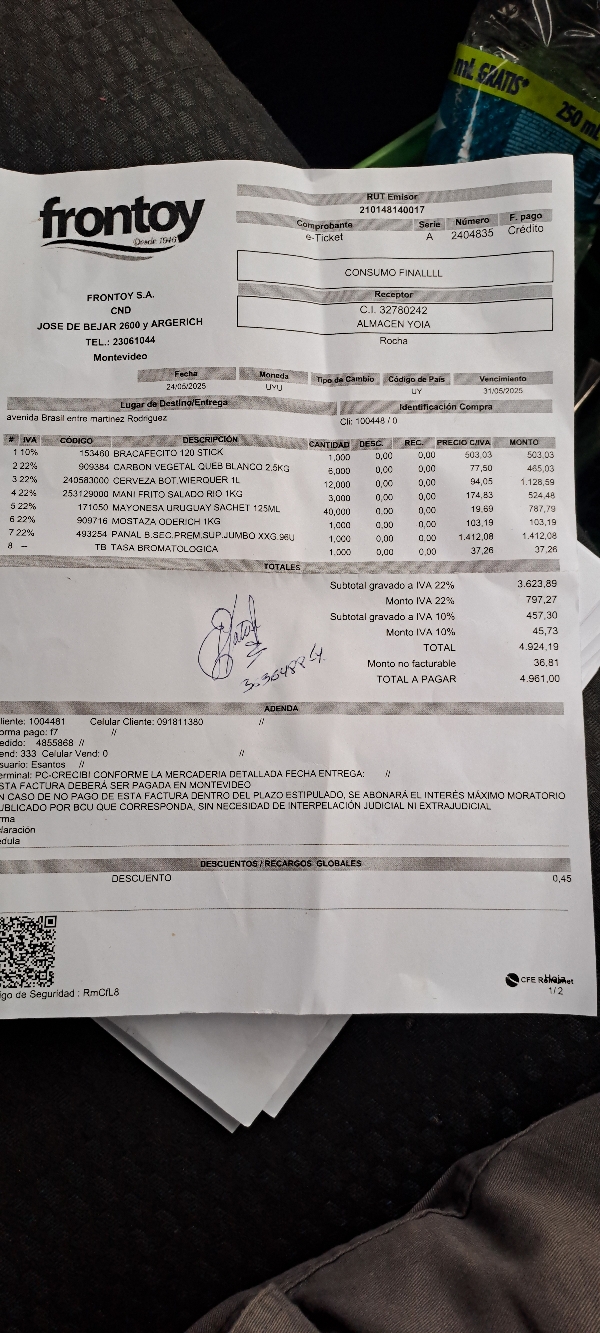 mL GRATIS*
250 mL
frontoy
Desde 1946
RUT Emisor
210148140017
Comprobante Serie Número F. pago
e-Ticket A 2404835 Crédito
CONSUMO FINALLLL
Receptor
C.I. 32780242
ALMACEN YOIA
Rocha
FRONTOY S.A.
CND
JOSE DE BEJAR 2600 y ARGERICH
TEL.: 23061044
Montevideo
Fecha Moneda Tipo de Cambio Código de País Vencimiento
24/05/2025 UYU UY 31/05/2025
Lugar de Destino/Entrega Identificación Compra
avenida Brasil entre martinez Rodriguez Cli: 100448 / 0
# IVA CÓDIGO DESCRIPCIÓN CANTIDAD DESC. REC. PRECIO C/IVA MONTO
1 10% 153460 BRACAFECITO 120 STICK 1,000 0,00 0,00 503,03 503,03
2 22% 909384 CARBON VEGETAL QUEB BLANCO 2.5KG 6,000 0,00 0,00 77,50 465,03
3 22% 240583000 CERVEZA BOT.WIERQUER 1L 12,000 0,00 0,00 94,05 1.128,59
4 22% 253129000 MANI FRITO SALADO RIO 1KG 3,000 0,00 0,00 174,83 524,48
5 22% 171050 MAYONESA URUGUAY SACHET 125ML 40,000 0,00 0,00 19,69 787,79
6 22% 909716 MOSTAZA ODERICH 1KG 1,000 0,00 0,00 103,19 103,19
7 22% 493254 PANAL B.SEC.PREM.SUP.JUMBO XXG.96U 1,000 0,00 0,00 1.412,08 1.412,08
8 -- TB TASA BROMATOLOGICA 1,000 0,00 0,00 37,26 37,26
TOTALES
Subtotal gravado a IVA 22% 3.623,89
Monto IVA 22% 797,27
Subtotal gravado a IVA 10% 457,30
Monto IVA 10% 45,73
TOTAL 4.924,19
Monto no facturable 36,81
TOTAL A PAGAR 4.961,00
ADENDA
liente: 1004481 Celular Cliente: 091811380 //
orma pago: f7 //
edido: 4855868 //
end: 333 Celular Vend: 0 //
suario: Esantos //
erminal: PC-CRECIBI CONFORME LA MERCADERIA DETALLADA FECHA ENTREGA: //
STA FACTURA DEBERÁ SER PAGADA EN MONTEVIDEO
N CASO DE NO PAGO DE ESTA FACTURA DENTRO DEL PLAZO ESTIPULADO, SE ABONARÁ EL INTERÉS MÁXIMO MORATORIO
UBLICADO POR BCU QUE CORRESPONDA, SIN NECESIDAD DE INTERPELACIÓN JUDICIAL NI EXTRAJUDICIAL
rma
claración
edula
DESCUENTOS / RECARGOS GLOBALES
DESCUENTO 0,45
igo de Seguridad : RmCfL8
CFE
Hoja
1/2